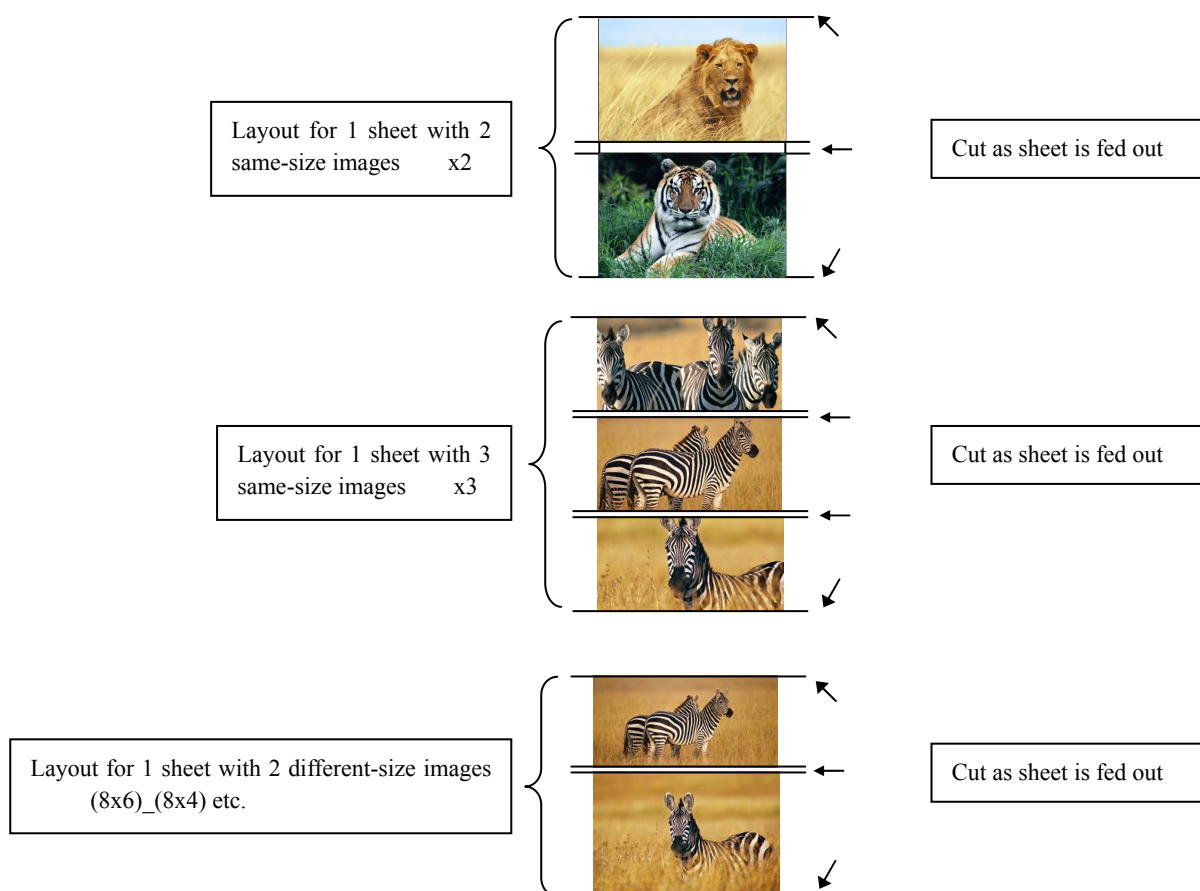 Layout for 1 sheet with 2
same-size images x2
Cut as sheet is fed out
Layout for 1 sheet with 3
same-size images x3
Cut as sheet is fed out
Layout for 1 sheet with 2 different-size images
(8x6)_(8x4) etc.
Cut as sheet is fed out